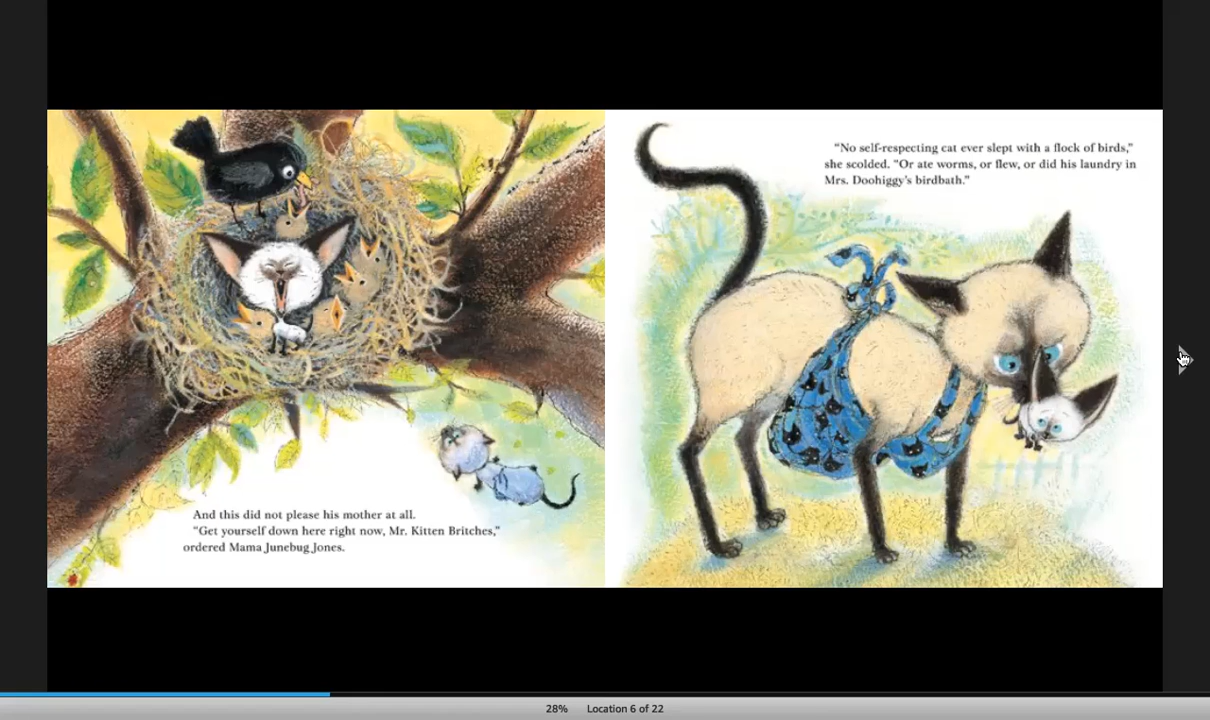 And this did not please his mother at all.
"Get yourself down here right now, Mr. Kitten Britches,"
ordered Mama Junebug Jones.
"No self-respecting cat ever slept with a flock of birds,"
she scolded. "Or ate worms, or flew, or did his laundry in
Mrs. Doohiggy's birdbath."
28% Location 6 of 22